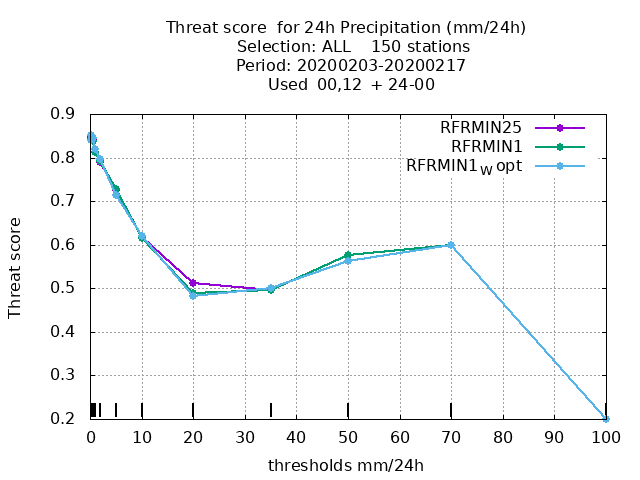 Threat score  for 24h Precipitation (mm/24h)
Selection: ALL    150 stations
Period: 20200203-20200217
Used  00,12  + 24-00
RFRMIN25
RFRMIN1
RFRMIN1W opt
Threat score
0.9
0.8
0.7
0.6
0.5
0.4
0.3
0.2
0 10 20 30 40 50 60 70 80 90 100
thresholds mm/24h